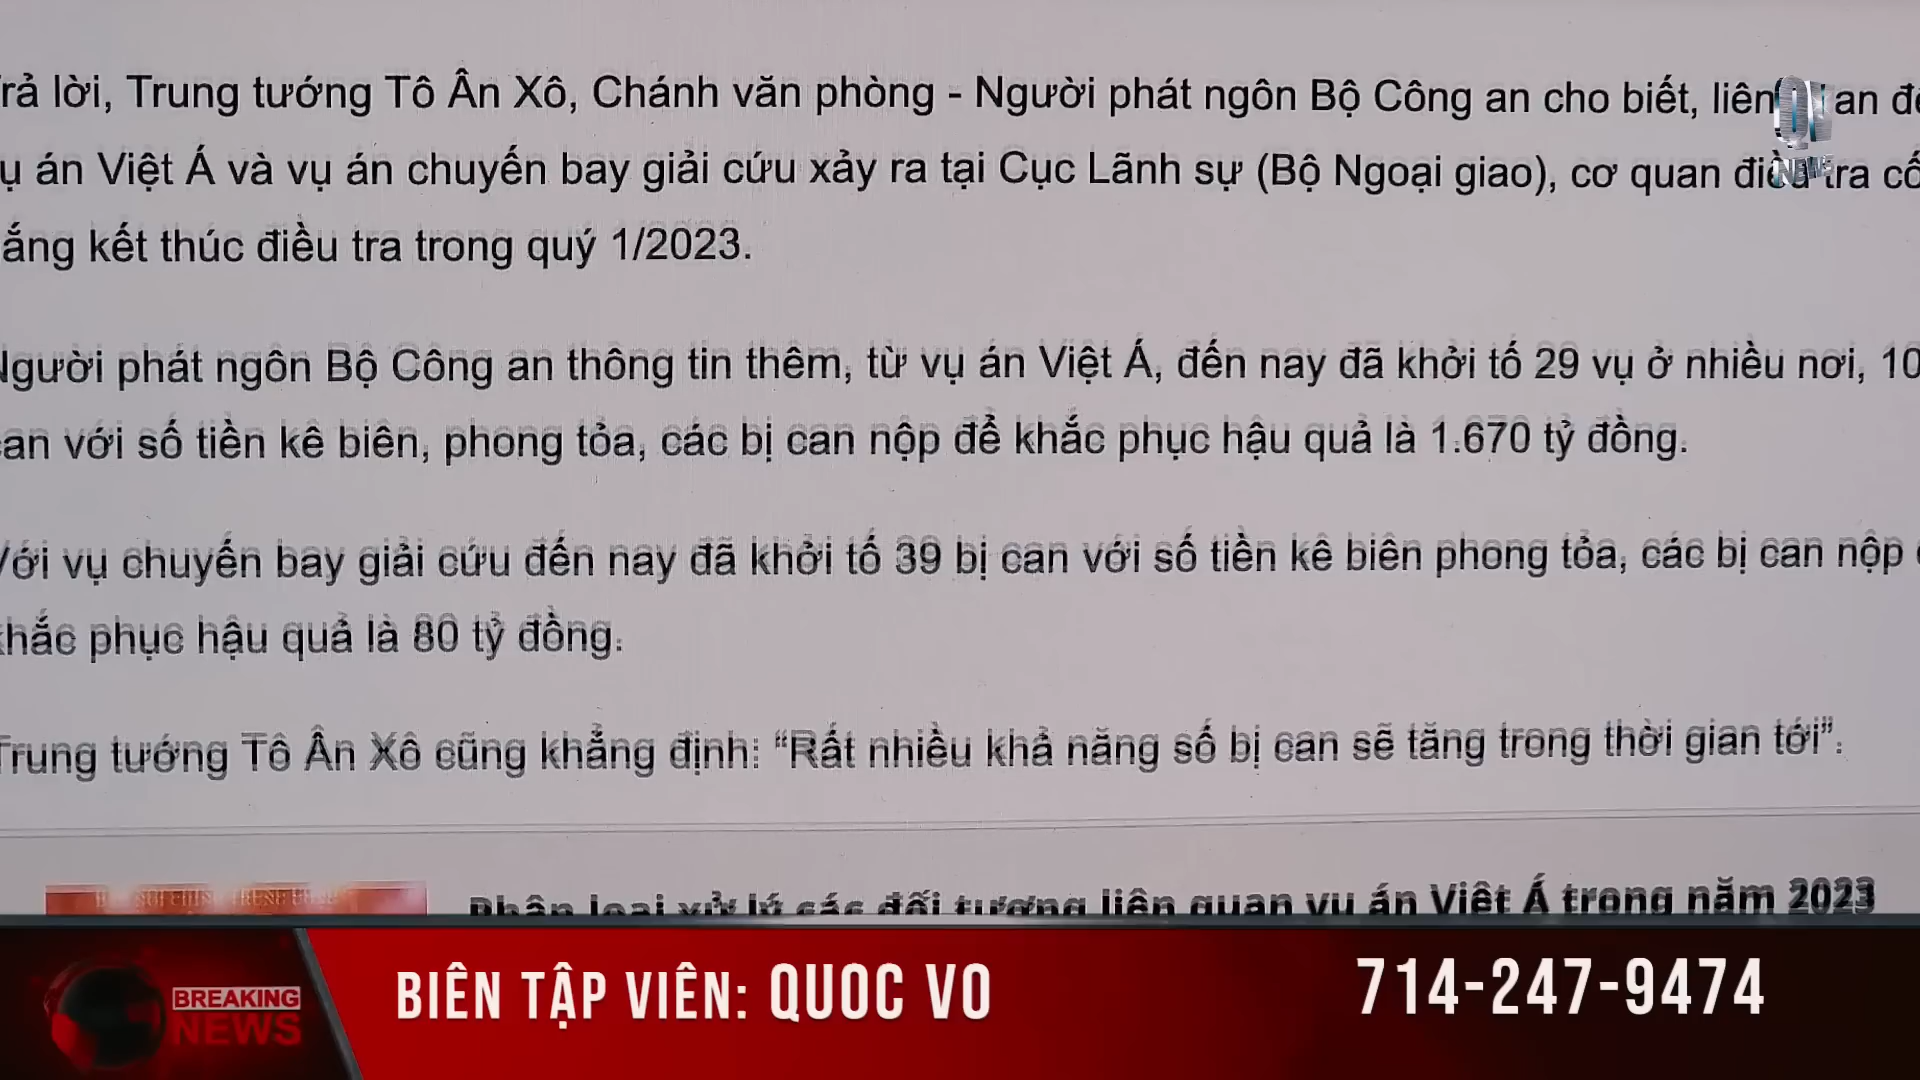 rả lời, Trung tướng Tô Ân Xô, Chánh văn phòng - Người phát ngôn Bộ Công an cho biết, liên an đ
ụ án Việt Á và vụ án chuyến bay giải cứu xảy ra tại Cục Lãnh sự (Bộ Ngoại giao), cơ quan điều tra cố
ắng kết thúc điều tra trong quý 1/2023.
Người phát ngôn Bộ Công an thông tin thêm, từ vụ án Việt Á, đến nay đã khởi tố 29 vụ ở nhiều nơi, 10
can với số tiền kê biên, phong tỏa, các bị can nộp để khắc phục hậu quả là 1.670 tỷ đồng.
Với vụ chuyến bay giải cứu đến nay đã khởi tố 39 bị can với số tiền kê biên phong tỏa, các bị can nộp
khắc phục hậu quả là 80 tỷ đồng.
Trung tướng Tô Ân Xô cũng khẳng định: “Rất nhiều khả năng số bị can sẽ tăng trong thời gian tới”.
Phân loại xử lý các đối tượng liên quan vụ án Việt Á trong năm 2023
NEWS
BREAKING
NEWS
BIÊN TẬP VIÊN: QUOC VO
714-247-9474